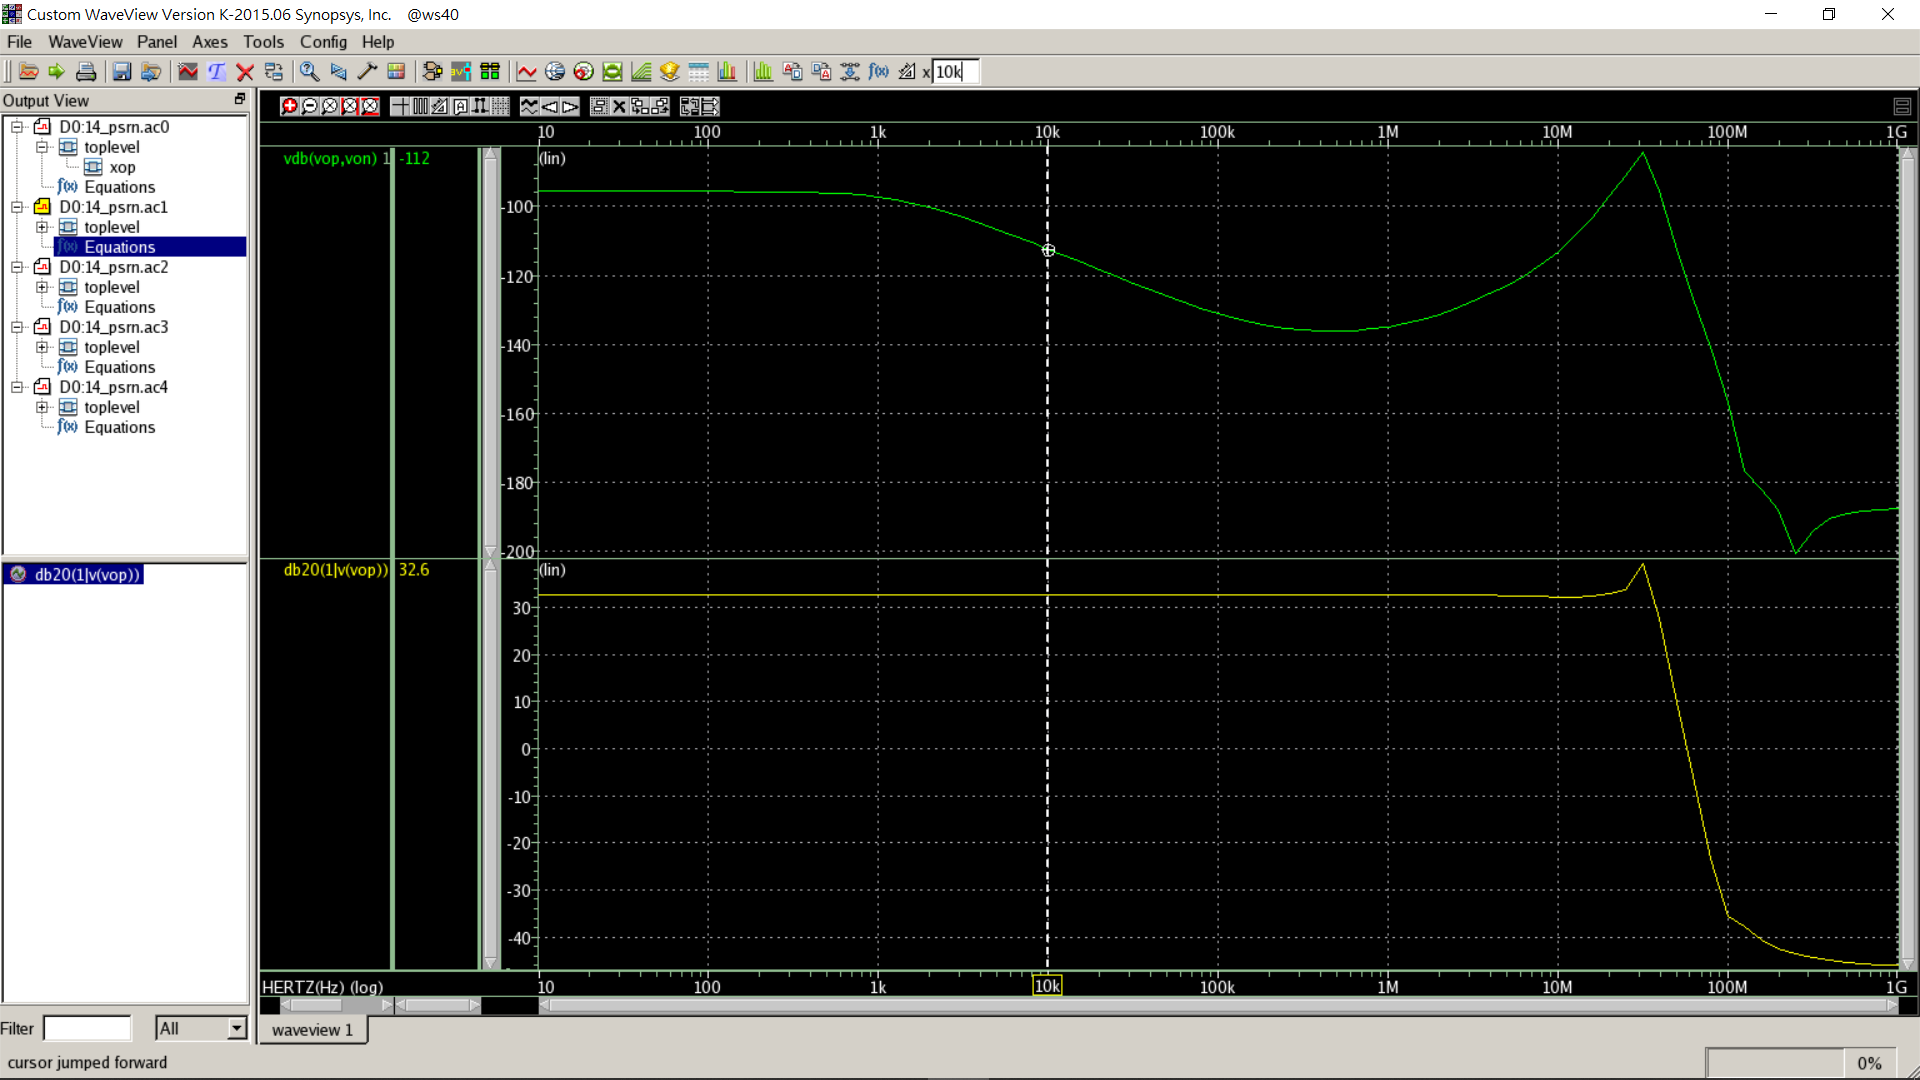 Custom WaveView Version K-2015.06 Synopsys, Inc. @ws40
File WaveView Panel Axes Tools Config Help
x 10k
Output View
D0:14_psrn.ac0
toplevel
xop
f(x) Equations
D0:14_psrn.ac1
toplevel
f(x) Equations
D0:14_psrn.ac2
toplevel
f(x) Equations
D0:14_psrn.ac3
toplevel
f(x) Equations
D0:14_psrn.ac4
toplevel
f(x) Equations
db20(1|v(vop))
Filter All
cursor jumped forward
10 100 1k 10k 100k 1M 10M 100M 1G
vdb(vop,von) 1 -112
(lin)
-100
-120
-140
-160
-180
-200
db20(1|v(vop)) 32.6
(lin)
30
20
10
0
-10
-20
-30
-40
HERTZ(Hz) (log)
10 100 1k 10k 100k 1M 10M 100M 1G
waveview 1
0%